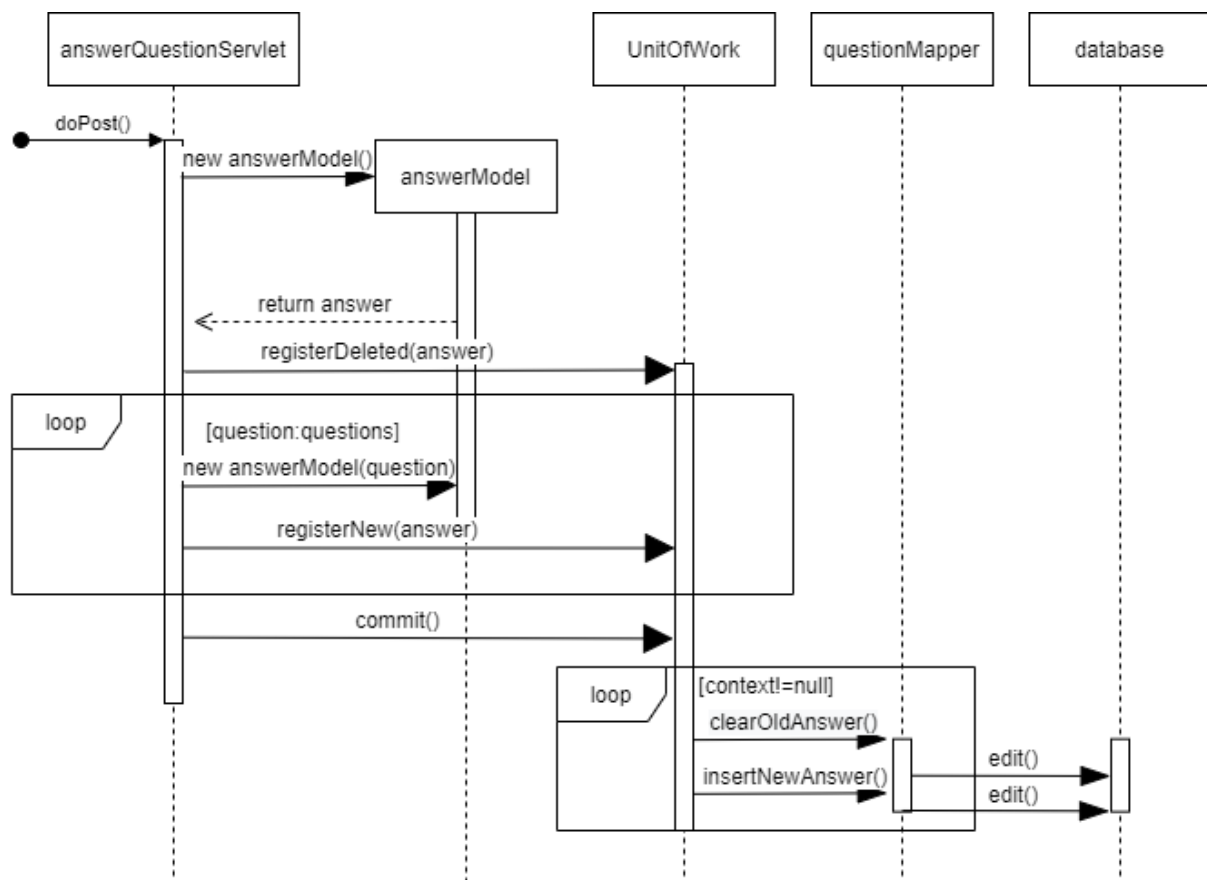 answerQuestionServlet
UnitOfWork
questionMapper
database
doPost()
new answerModel()
answerModel
return answer
registerDeleted(answer)
loop
[question:questions]
new answerModel(question)
registerNew(answer)
commit()
loop
[context!=null]
clearOldAnswer()
edit()
insertNewAnswer()
edit()